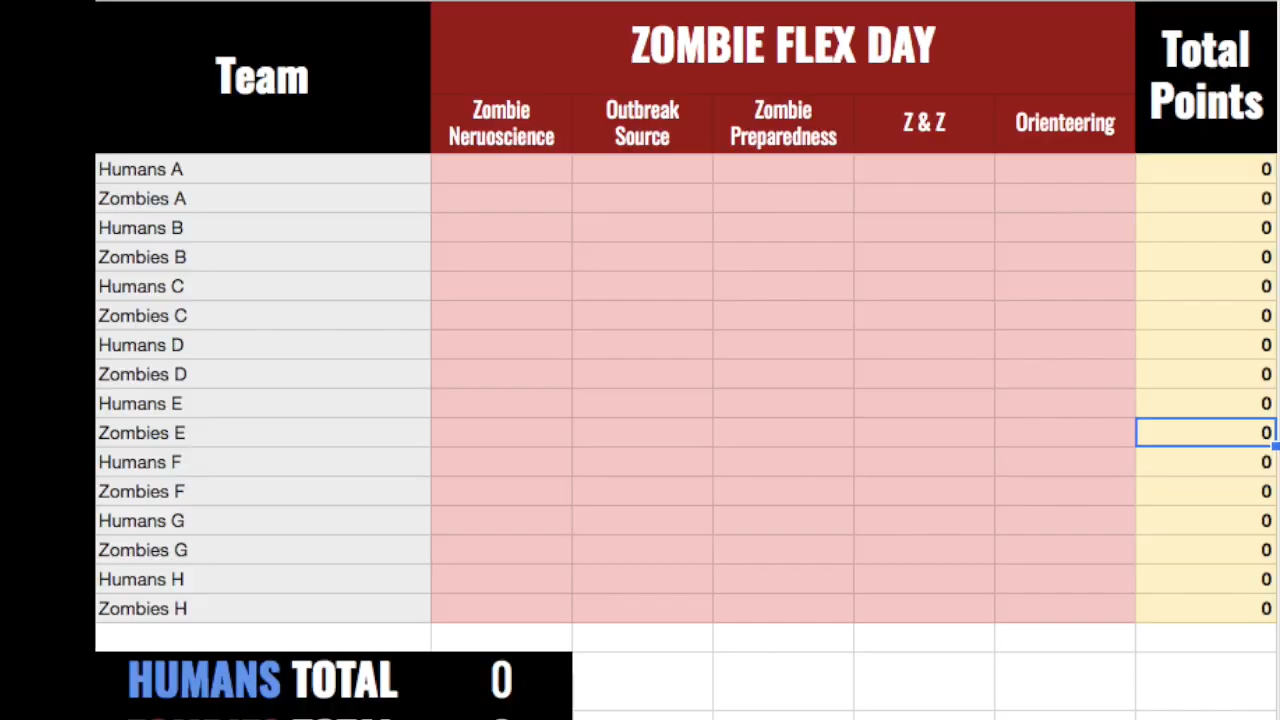 Team
ZOMBIE FLEX DAY
Total
Points
Zombie
Neruoscience
Outbreak
Source
Zombie
Preparedness
Z & Z
Orienteering
Humans A 0
Zombies A 0
Humans B 0
Zombies B 0
Humans C 0
Zombies C 0
Humans D 0
Zombies D 0
Humans E 0
Zombies E 0
Humans F 0
Zombies F 0
Humans G 0
Zombies G 0
Humans H 0
Zombies H 0
HUMANS TOTAL 0